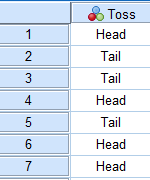 Toss
1 Head
2 Tail
3 Tail
4 Head
5 Tail
6 Head
7 Head